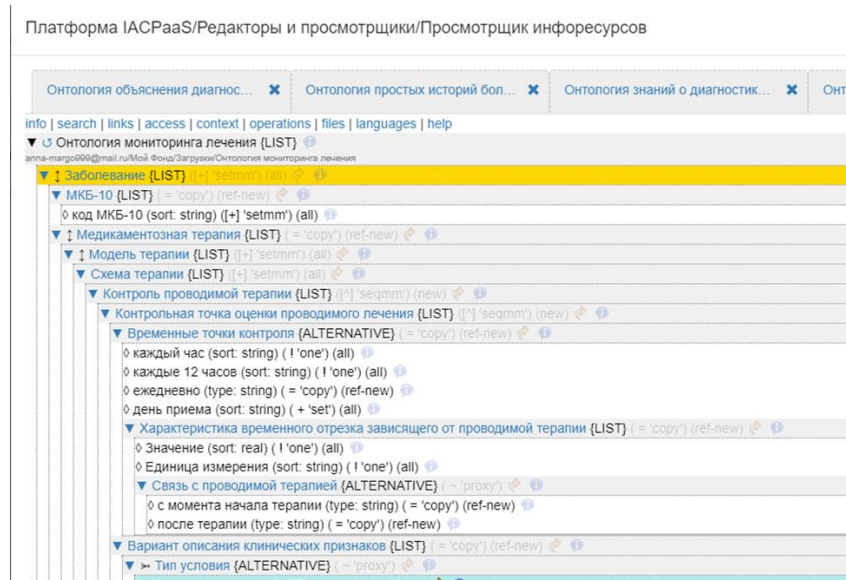 Платформа IACPaaS/Редакторы и просмотрщики/Просмотрщик инфоресурсов
Онтология объяснения диагнос... ✖ Онтология простых историй бол... ✖ Онтология знаний о диагностик... ✖ Онт
info | search | links | access | context | operations | files | languages | help
▼ ↺ Онтология мониторинга лечения {LIST}
anna-margo999@mail.ru/Мой Фонд/Загрузки/Онтология мониторинга лечения
▼ ↕ Заболевание {LIST} ([+] 'setmm') (all)
▼ МКБ-10 {LIST} ( = 'copy') (ref-new)
◊ код МКБ-10 (sort: string) ([+] 'setmm') (all)
▼ ↕ Медикаментозная терапия {LIST} ( = 'copy') (ref-new)
▼ ↕ Модель терапии {LIST} ([+] 'setmm') (all)
▼ Схема терапии {LIST} ([+] 'setmm') (all)
▼ Контроль проводимой терапии {LIST} ([^] 'seqmm') (new)
▼ Контрольная точка оценки проводимого лечения {LIST} ([^] 'seqmm') (new)
▼ Временные точки контроля {ALTERNATIVE} ( = 'copy') (ref-new)
◊ каждый час (sort: string) ( ! 'one') (all)
◊ каждые 12 часов (sort: string) ( ! 'one') (all)
◊ ежедневно (type: string) ( = 'copy') (ref-new)
◊ день приема (sort: string) ( + 'set') (all)
▼ Характеристика временного отрезка зависящего от проводимой терапии {LIST} ( = 'copy') (ref-new)
◊ Значение (sort: real) ( ! 'one') (all)
◊ Единица измерения (sort: string) ( ! 'one') (all)
▼ Связь с проводимой терапией {ALTERNATIVE} ( ~ 'proxy')
◊ с момента начала терапии (type: string) ( = 'copy') (ref-new)
◊ после терапии (type: string) ( = 'copy') (ref-new)
▼ Вариант описания клинических признаков {LIST} ( = 'copy') (ref-new)
▼ ➳ Тип условия {ALTERNATIVE} ( ~ 'proxy')